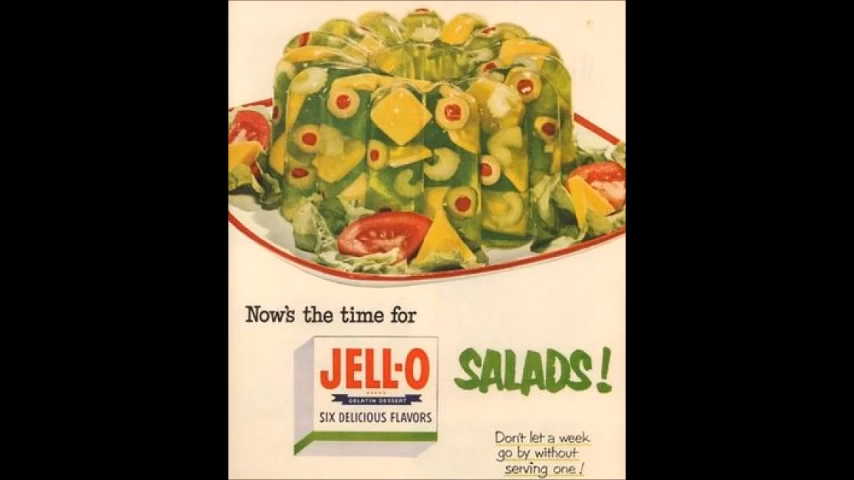 Now's the time for
JELL-O
BRAND
GELATIN DESSERT
SIX DELICIOUS FLAVORS
SALADS!
Don't let a week
go by without
serving one!